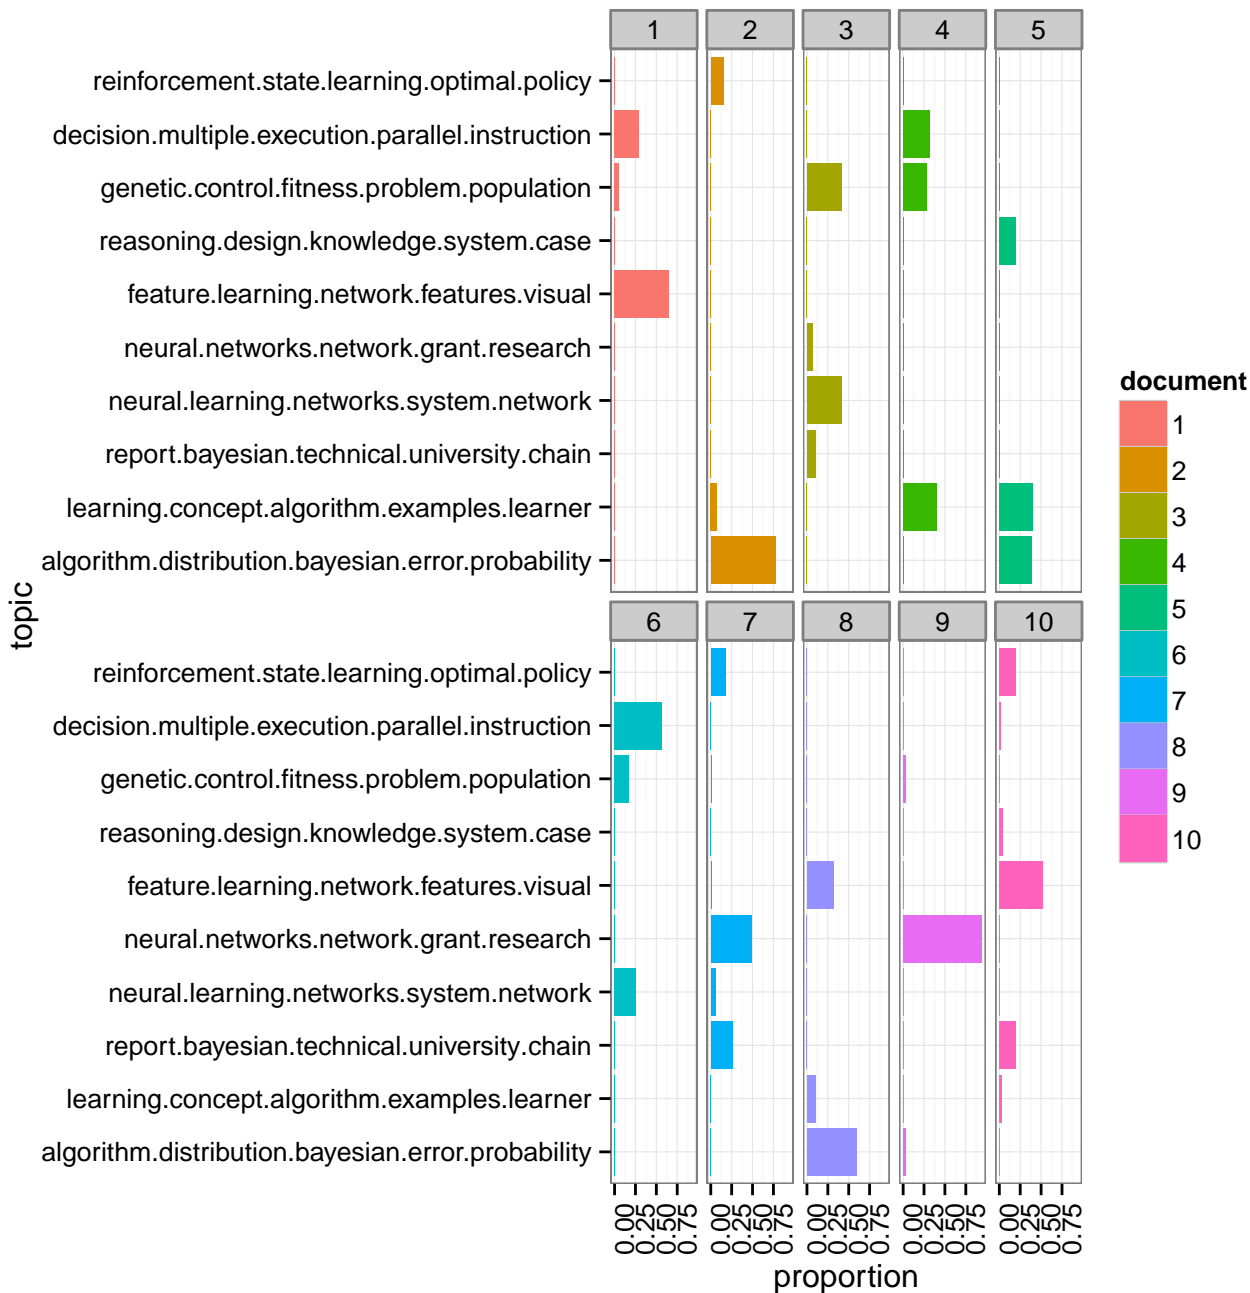 1 2 3 4 5
reinforcement.state.learning.optimal.policy
decision.multiple.execution.parallel.instruction
genetic.control.fitness.problem.population
reasoning.design.knowledge.system.case
feature.learning.network.features.visual
neural.networks.network.grant.research
neural.learning.networks.system.network
report.bayesian.technical.university.chain
learning.concept.algorithm.examples.learner
algorithm.distribution.bayesian.error.probability
topic
6 7 8 9 10
reinforcement.state.learning.optimal.policy
decision.multiple.execution.parallel.instruction
genetic.control.fitness.problem.population
reasoning.design.knowledge.system.case
feature.learning.network.features.visual
neural.networks.network.grant.research
neural.learning.networks.system.network
report.bayesian.technical.university.chain
learning.concept.algorithm.examples.learner
algorithm.distribution.bayesian.error.probability
0.00 0.25 0.50 0.75 0.00 0.25 0.50 0.75 0.00 0.25 0.50 0.75 0.00 0.25 0.50 0.75 0.00 0.25 0.50 0.75
proportion
document
1
2
3
4
5
6
7
8
9
10